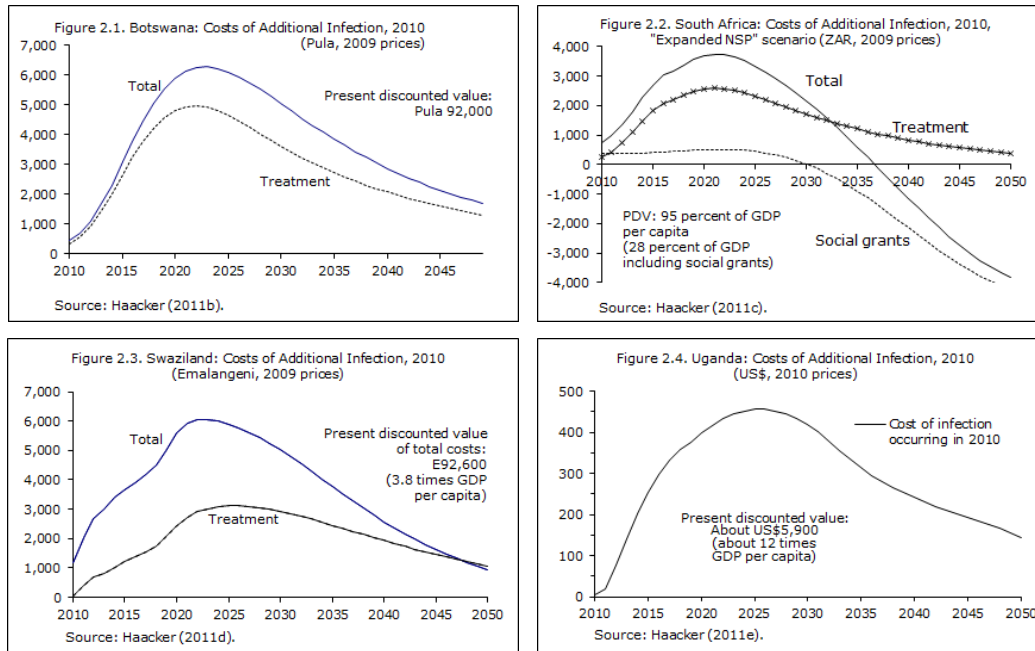 Figure 2.1. Botswana: Costs of Additional Infection, 2010
(Pula, 2009 prices)
7,000
6,000
5,000
4,000
3,000
2,000
1,000
0
Total
Present discounted value:
Pula 92,000
Treatment
2010 2015 2020 2025 2030 2035 2040 2045
Source: Haacker (2011b).
Figure 2.2. South Africa: Costs of Additional Infection, 2010,
"Expanded NSP" scenario (ZAR, 2009 prices)
4,000
3,000
2,000
1,000
0
-1,000
-2,000
-3,000
-4,000
Total
Treatment
2010 2015 2020 2025 2030 2035 2040 2045 2050
PDV: 95 percent of GDP
per capita
(28 percent of GDP
including social grants)
Social grants
Source: Haacker (2011c).
Figure 2.3. Swaziland: Costs of Additional Infection, 2010
(Emalangeni, 2009 prices)
7,000
6,000
5,000
4,000
3,000
2,000
1,000
0
Total
Present discounted value
of total costs:
E92,600
(3.8 times GDP
per capita)
Treatment
2010 2015 2020 2025 2030 2035 2040 2045 2050
Source: Haacker (2011d).
Figure 2.4. Uganda: Costs of Additional Infection, 2010
(US$, 2010 prices)
500
450
400
350
300
250
200
150
100
50
0
Cost of infection
occurring in 2010
Present discounted value:
About US$5,900
(about 12 times
GDP per capita)
2010 2015 2020 2025 2030 2035 2040 2045 2050
Source: Haacker (2011e).